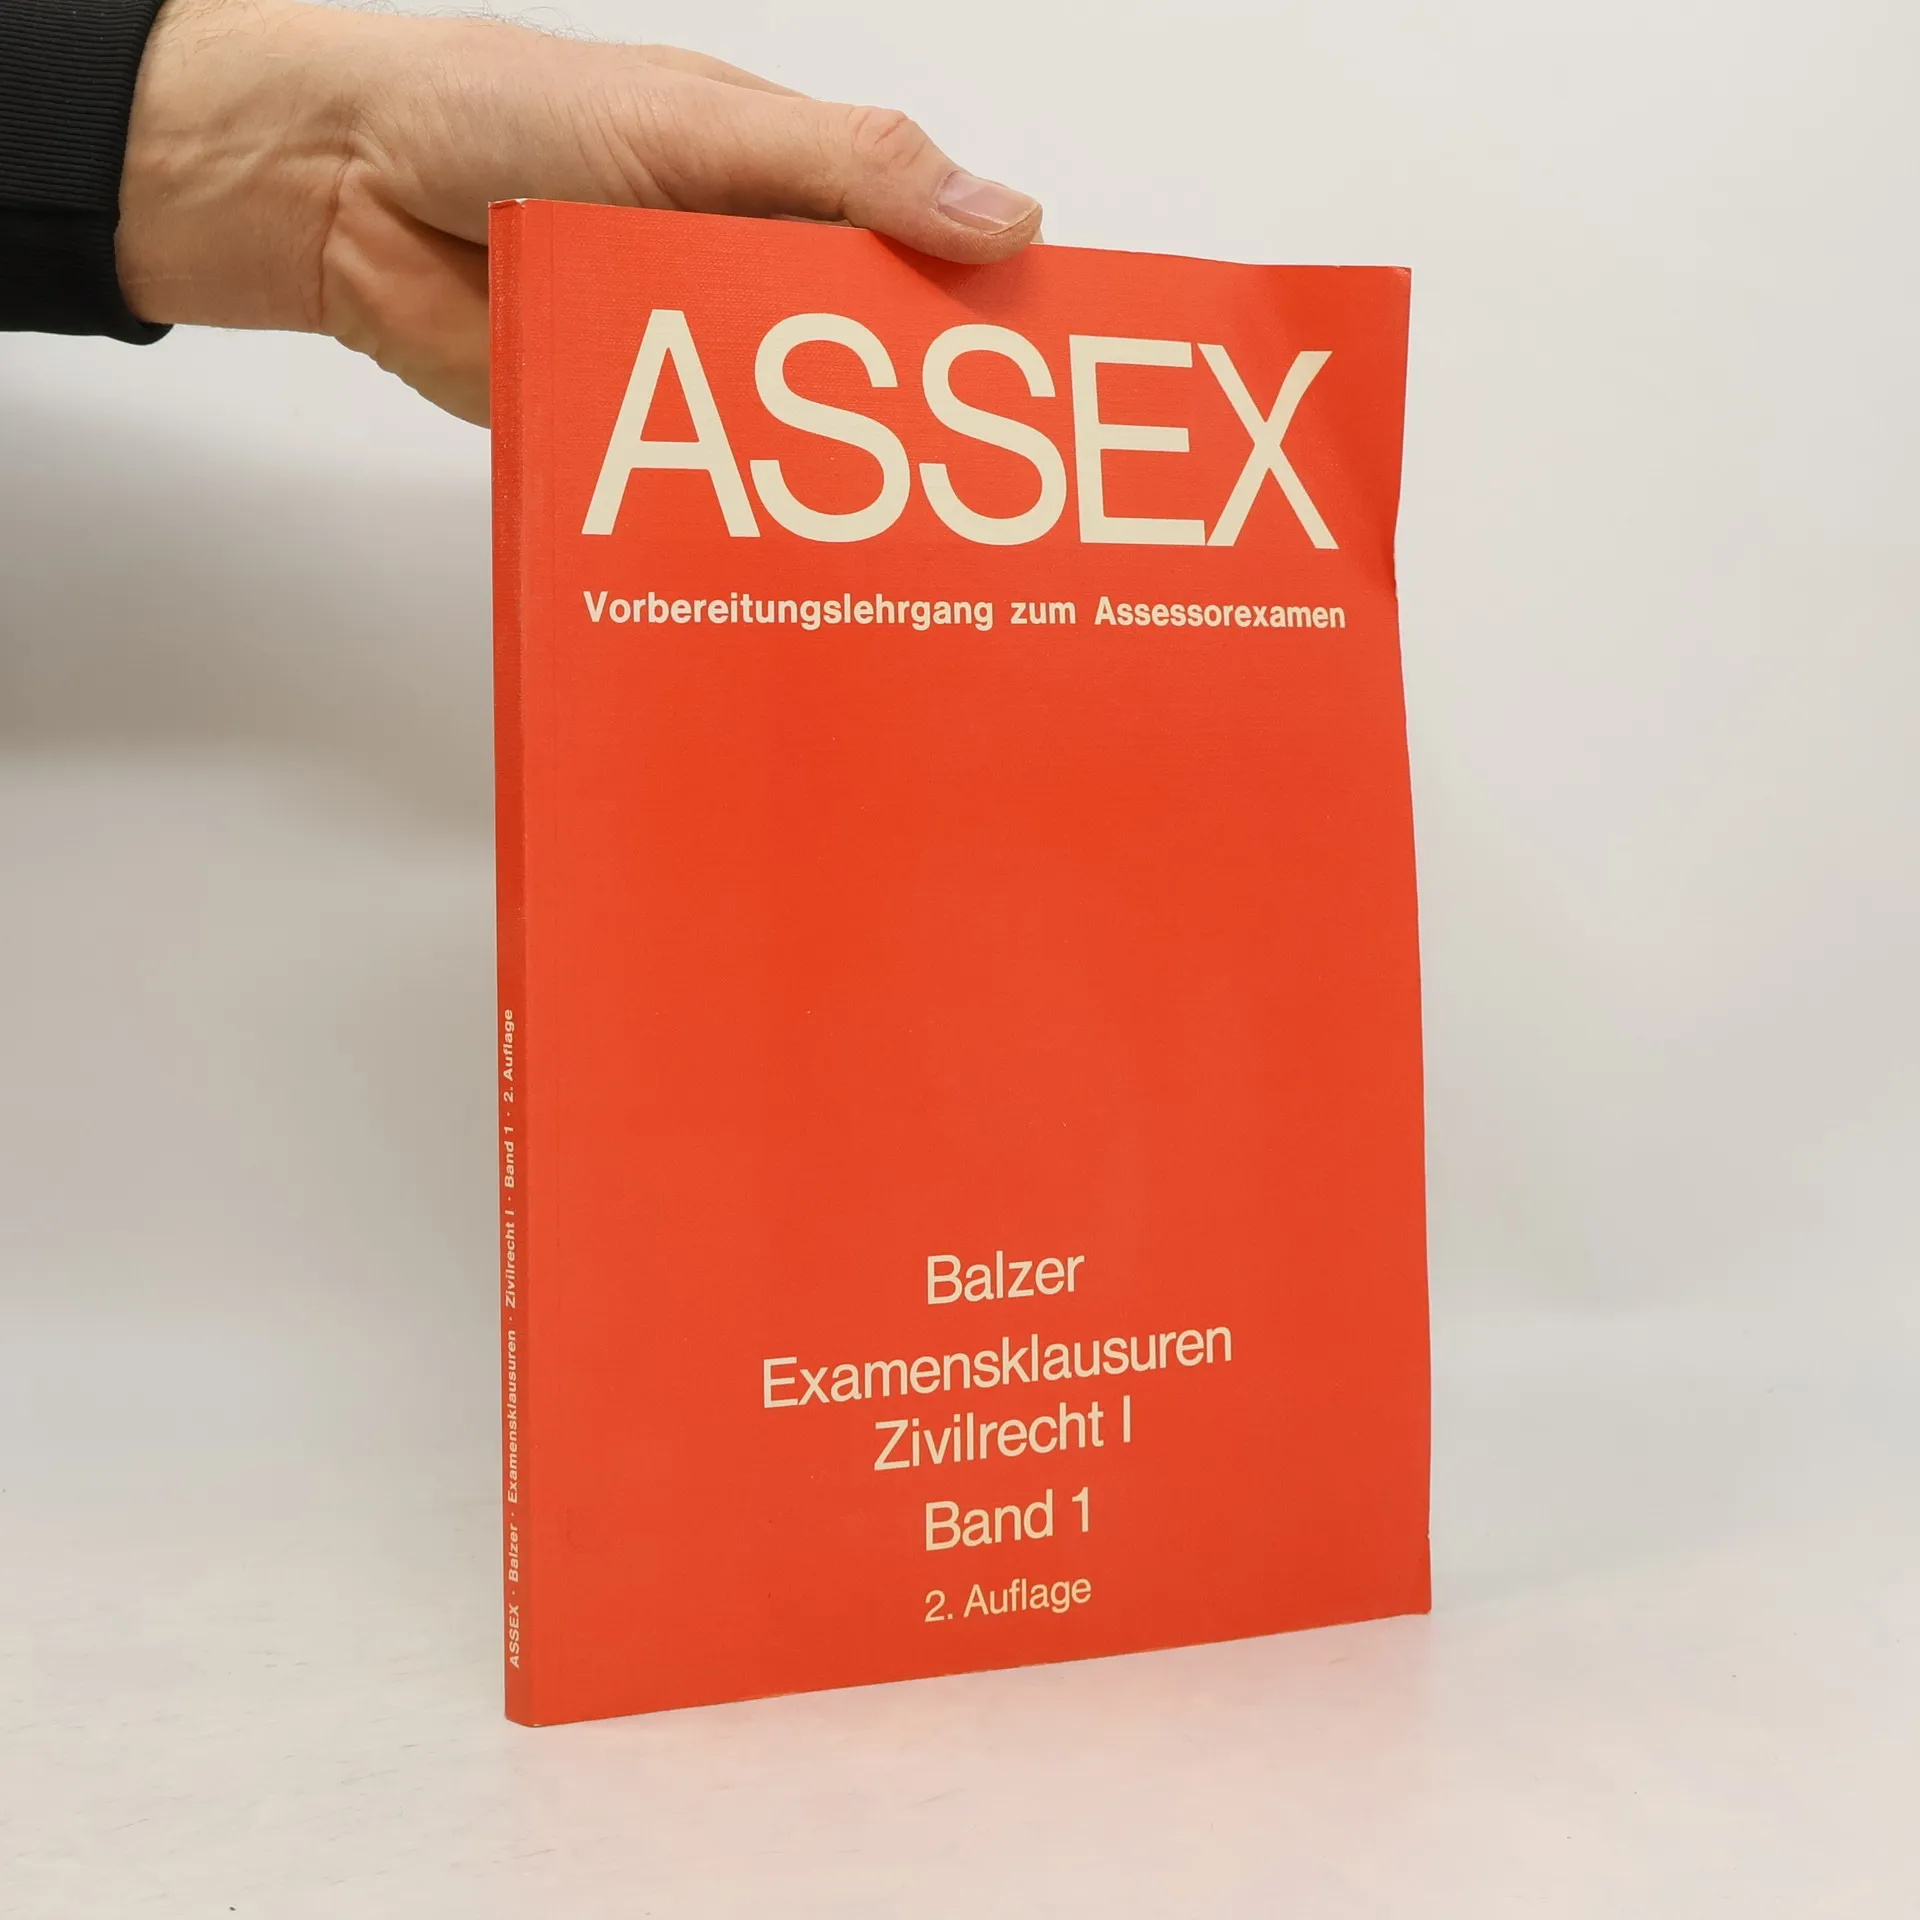 ASSEX
Vorbereitungslehrgang zum Assessorexamen
Balzer
Examensklausuren
Zivilrecht I
Band 1
2. Auflage
ASSEX · Balzer · Examensklausuren · Zivilrecht I · Band 1 · 2. Auflage